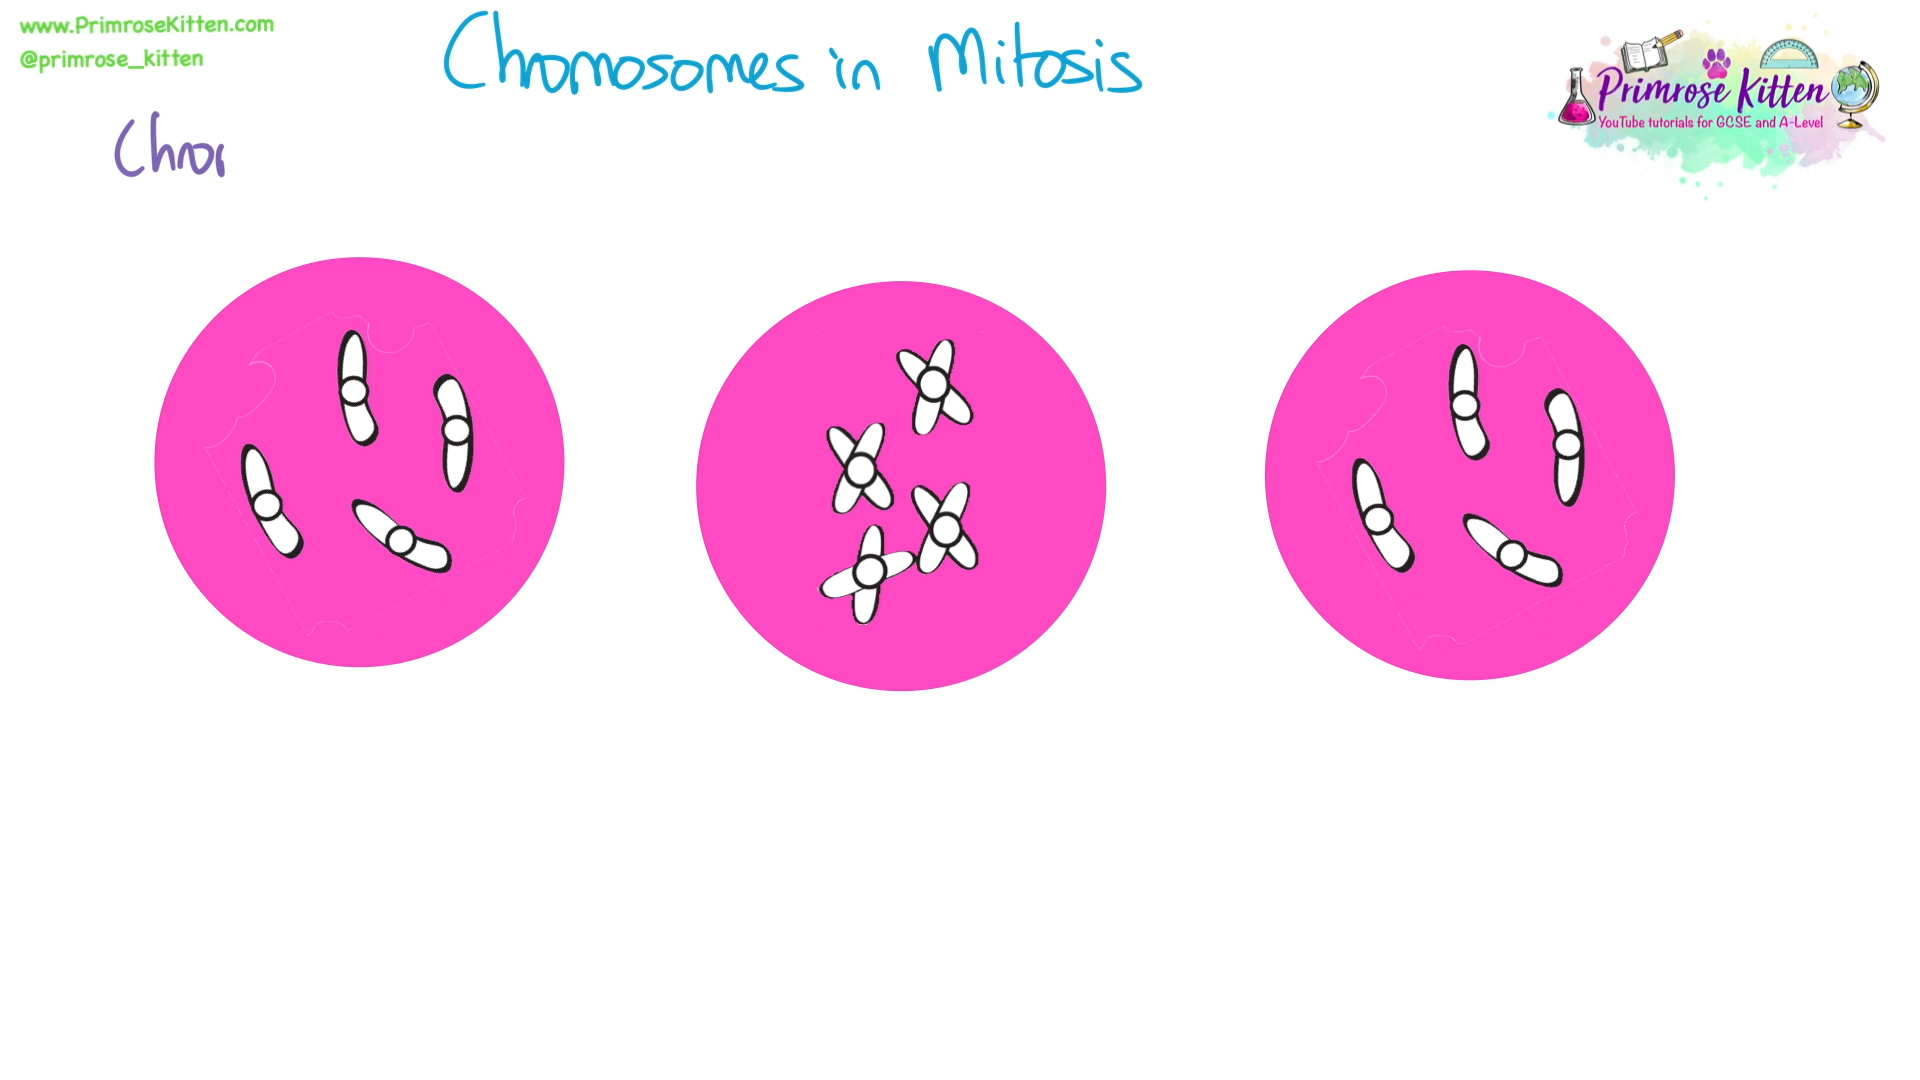 www.PrimroseKitten.com
@primrose_kitten
Chromosomes in Mitosis
Primrose Kitten
YouTube tutorials for GCSE and A-Level
Chro